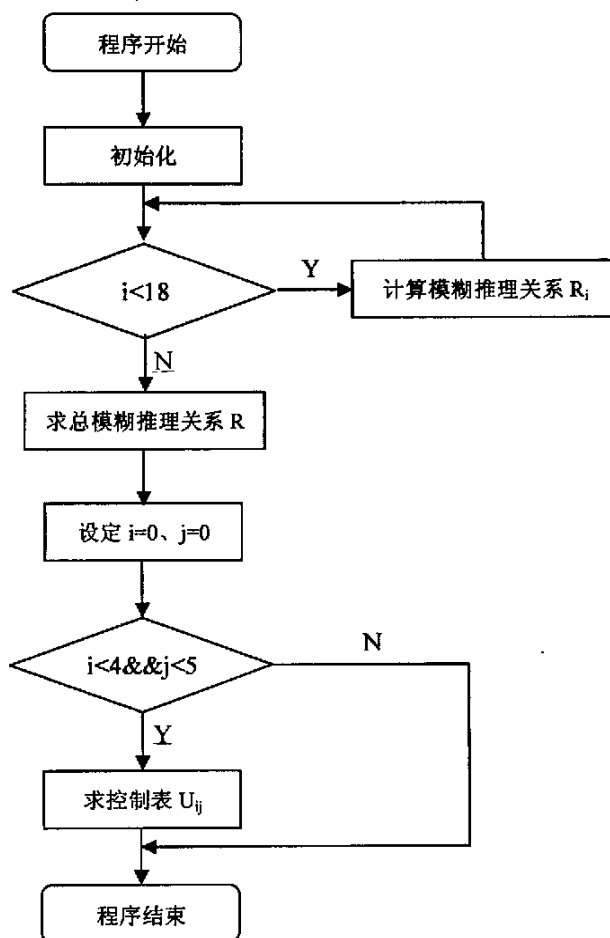 程序开始
初始化
i<18
Y
计算模糊推理关系 Rᵢ
N
求总模糊推理关系 R
设定 i=0、j=0
i<4&&j<5
N
Y
求控制表 Uᵢⱼ
程序结束